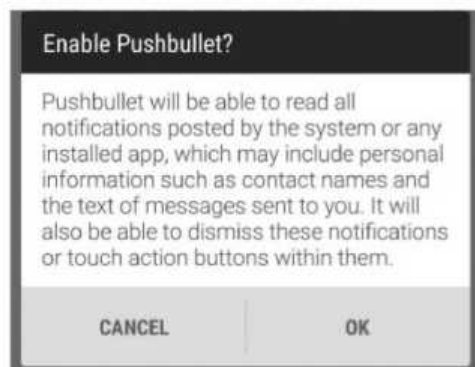 Enable Pushbullet?
Pushbullet will be able to read all
notifications posted by the system or any
installed app, which may include personal
information such as contact names and
the text of messages sent to you. It will
also be able to dismiss these notifications
or touch action buttons within them.
CANCEL OK